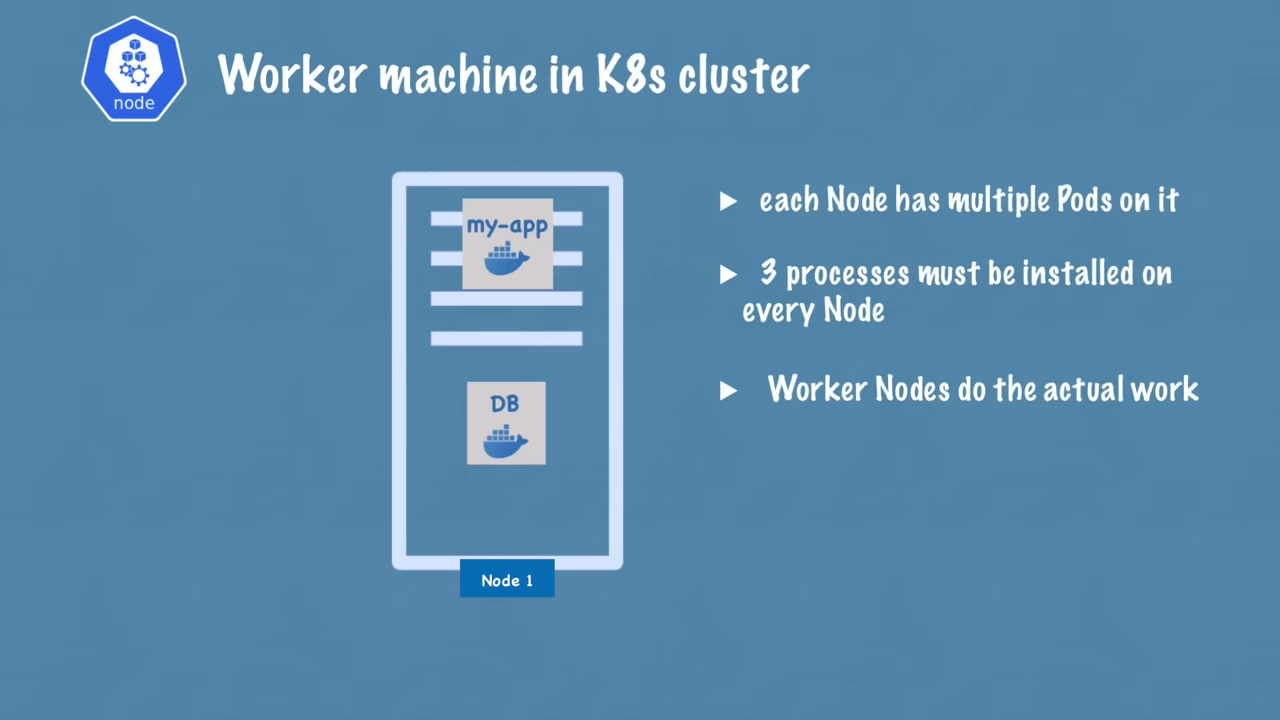 node
Worker machine in K8s cluster
my-app
DB
Node 1
► each Node has multiple Pods on it
► 3 processes must be installed on
every Node
► Worker Nodes do the actual work